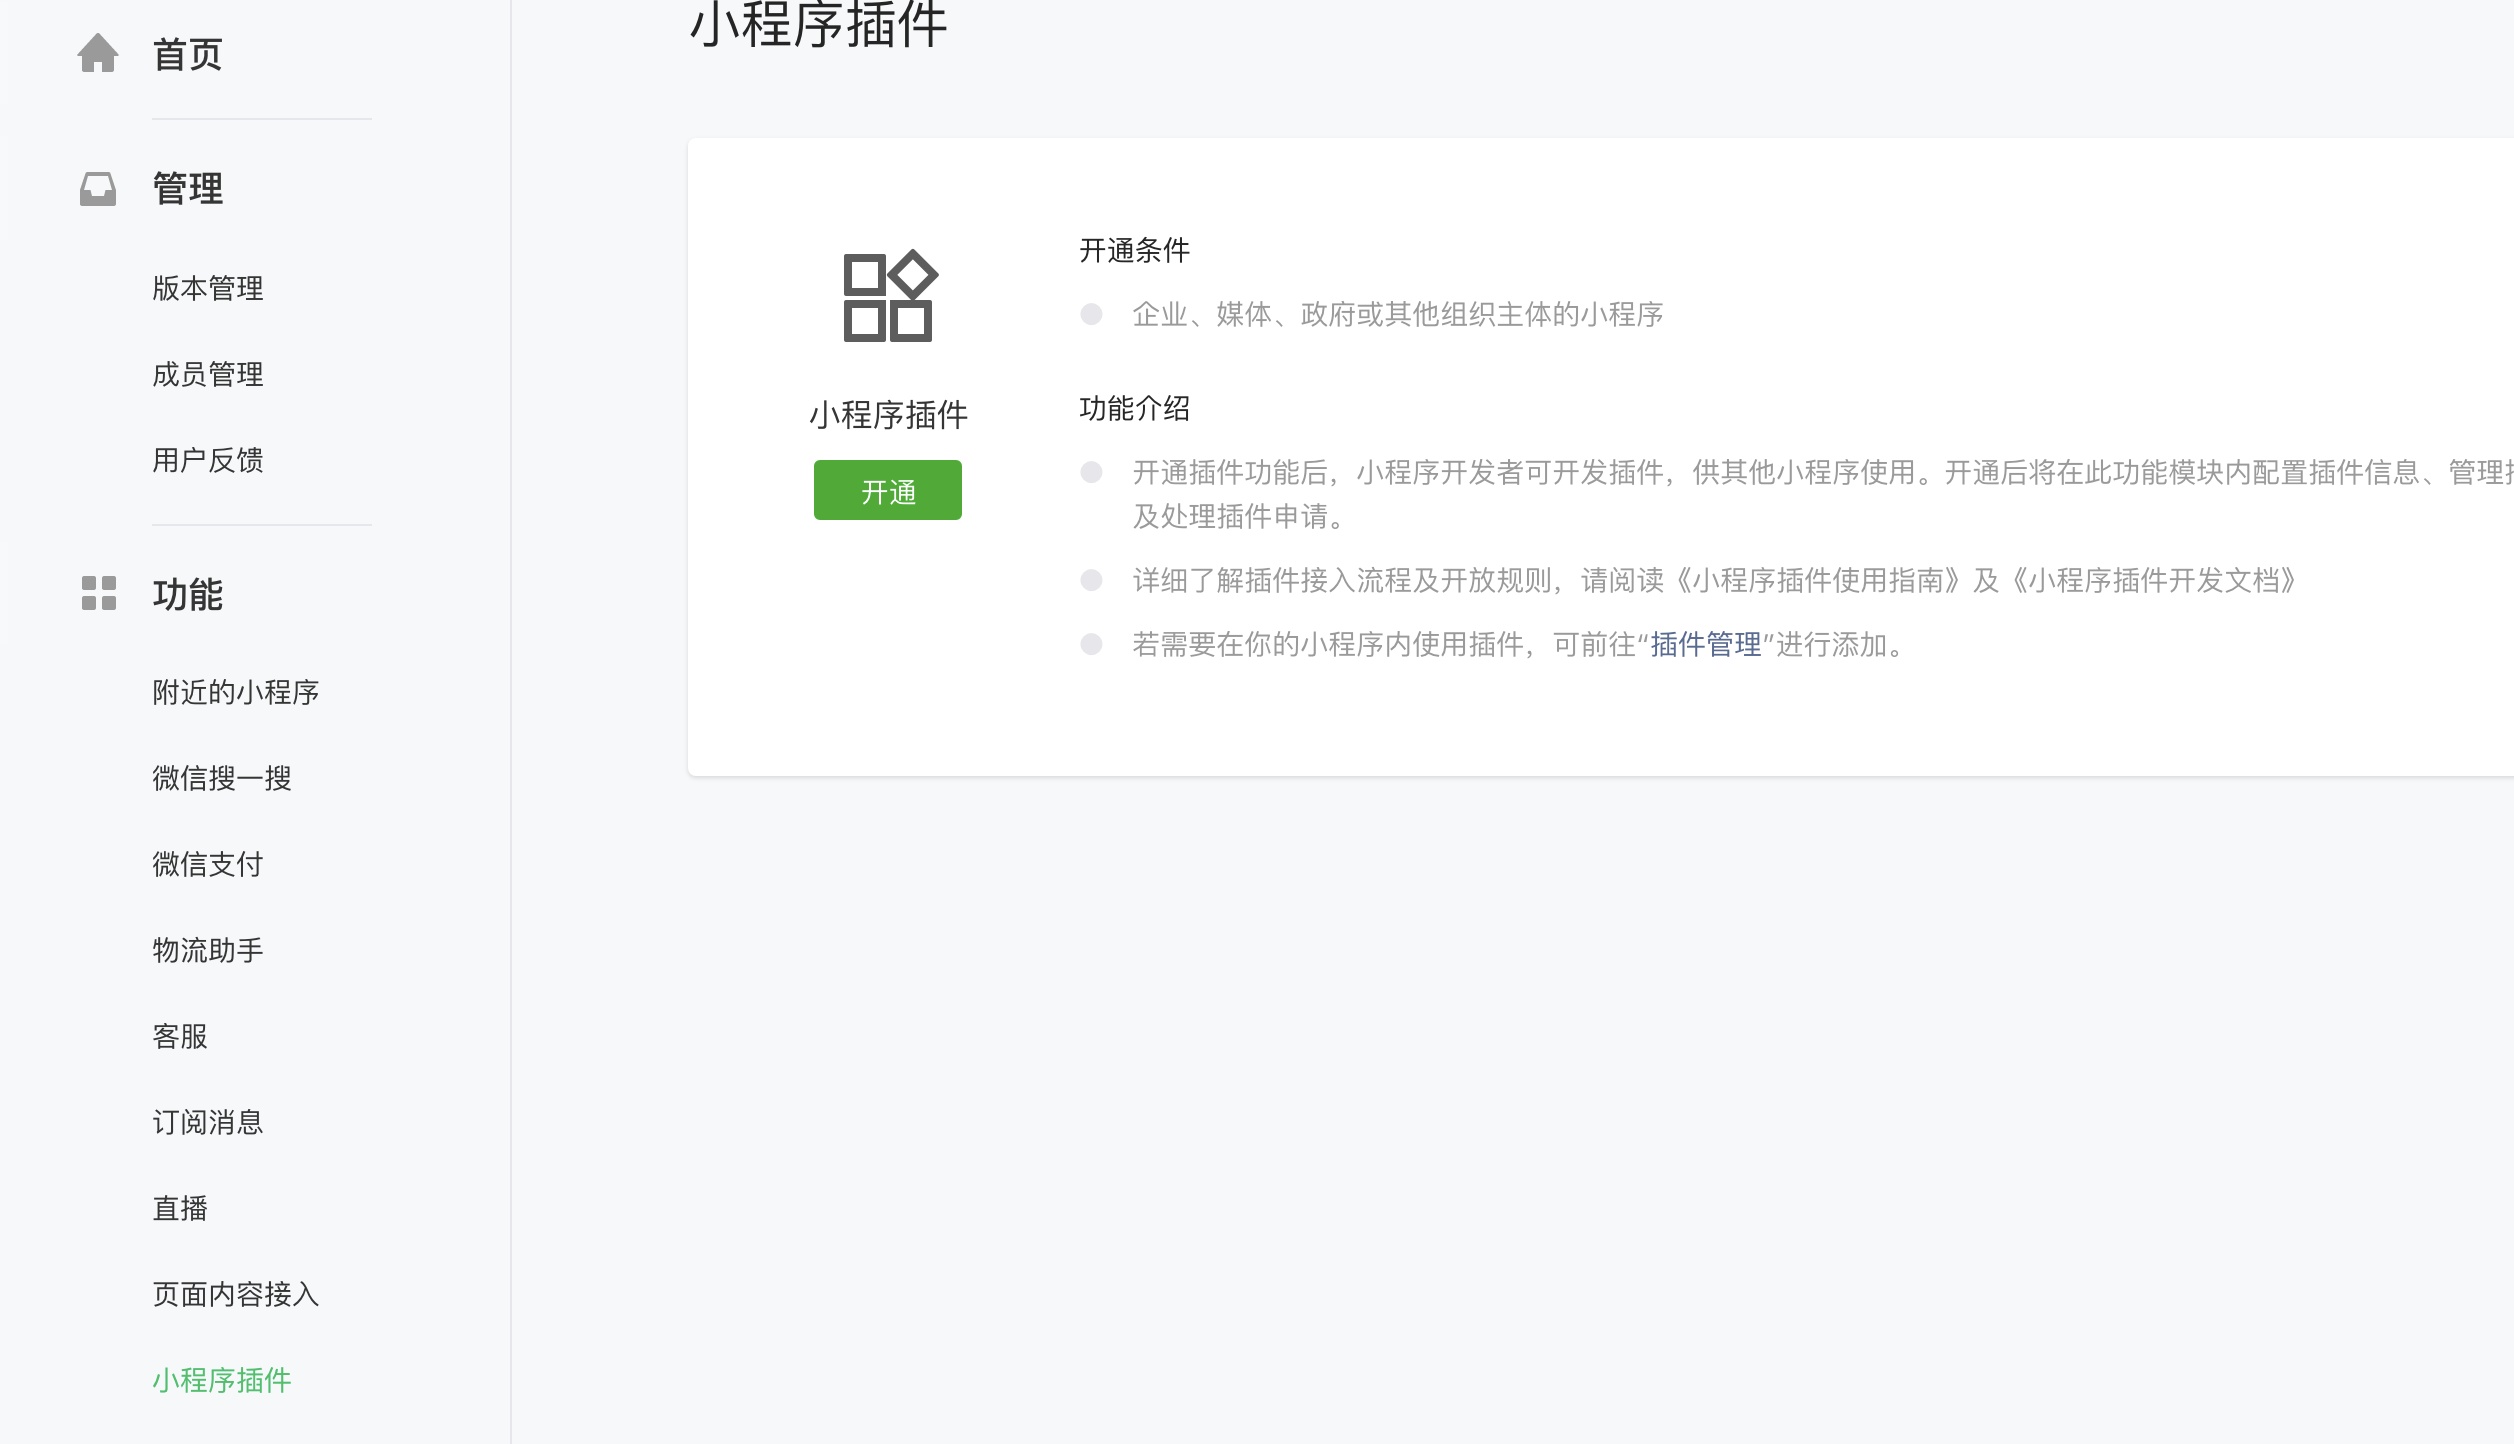 首页
管理
版本管理
成员管理
用户反馈
功能
附近的小程序
微信搜一搜
微信支付
物流助手
客服
订阅消息
直播
页面内容接入
小程序插件
小程序插件
小程序插件
开通
开通条件
企业、媒体、政府或其他组织主体的小程序
功能介绍
开通插件功能后，小程序开发者可开发插件，供其他小程序使用。开通后将在此功能模块内配置插件信息、管理
及处理插件申请。
详细了解插件接入流程及开放规则，请阅读《小程序插件使用指南》及《小程序插件开发文档》
若需要在你的小程序内使用插件，可前往“插件管理”进行添加。